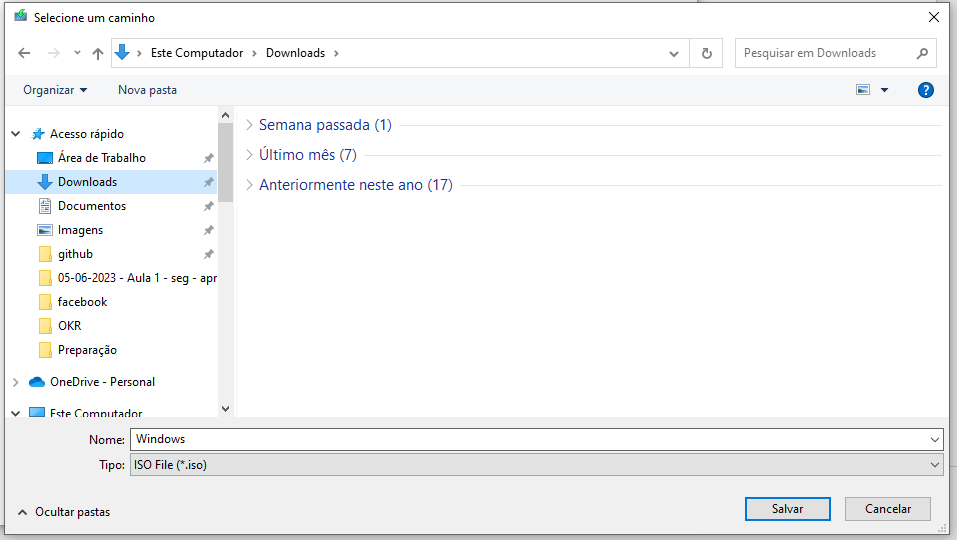 Selecione um caminho
Este Computador Downloads
Pesquisar em Downloads
Organizar Nova pasta
?
Acesso rápido
Área de Trabalho
Downloads
Documentos
Imagens
github
05-06-2023 - Aula 1 - seg - apr
facebook
OKR
Preparação
OneDrive - Personal
Este Computador
Semana passada (1)
Último mês (7)
Anteriormente neste ano (17)
Nome: Windows
Tipo: ISO File (*.iso)
Ocultar pastas
Salvar Cancelar